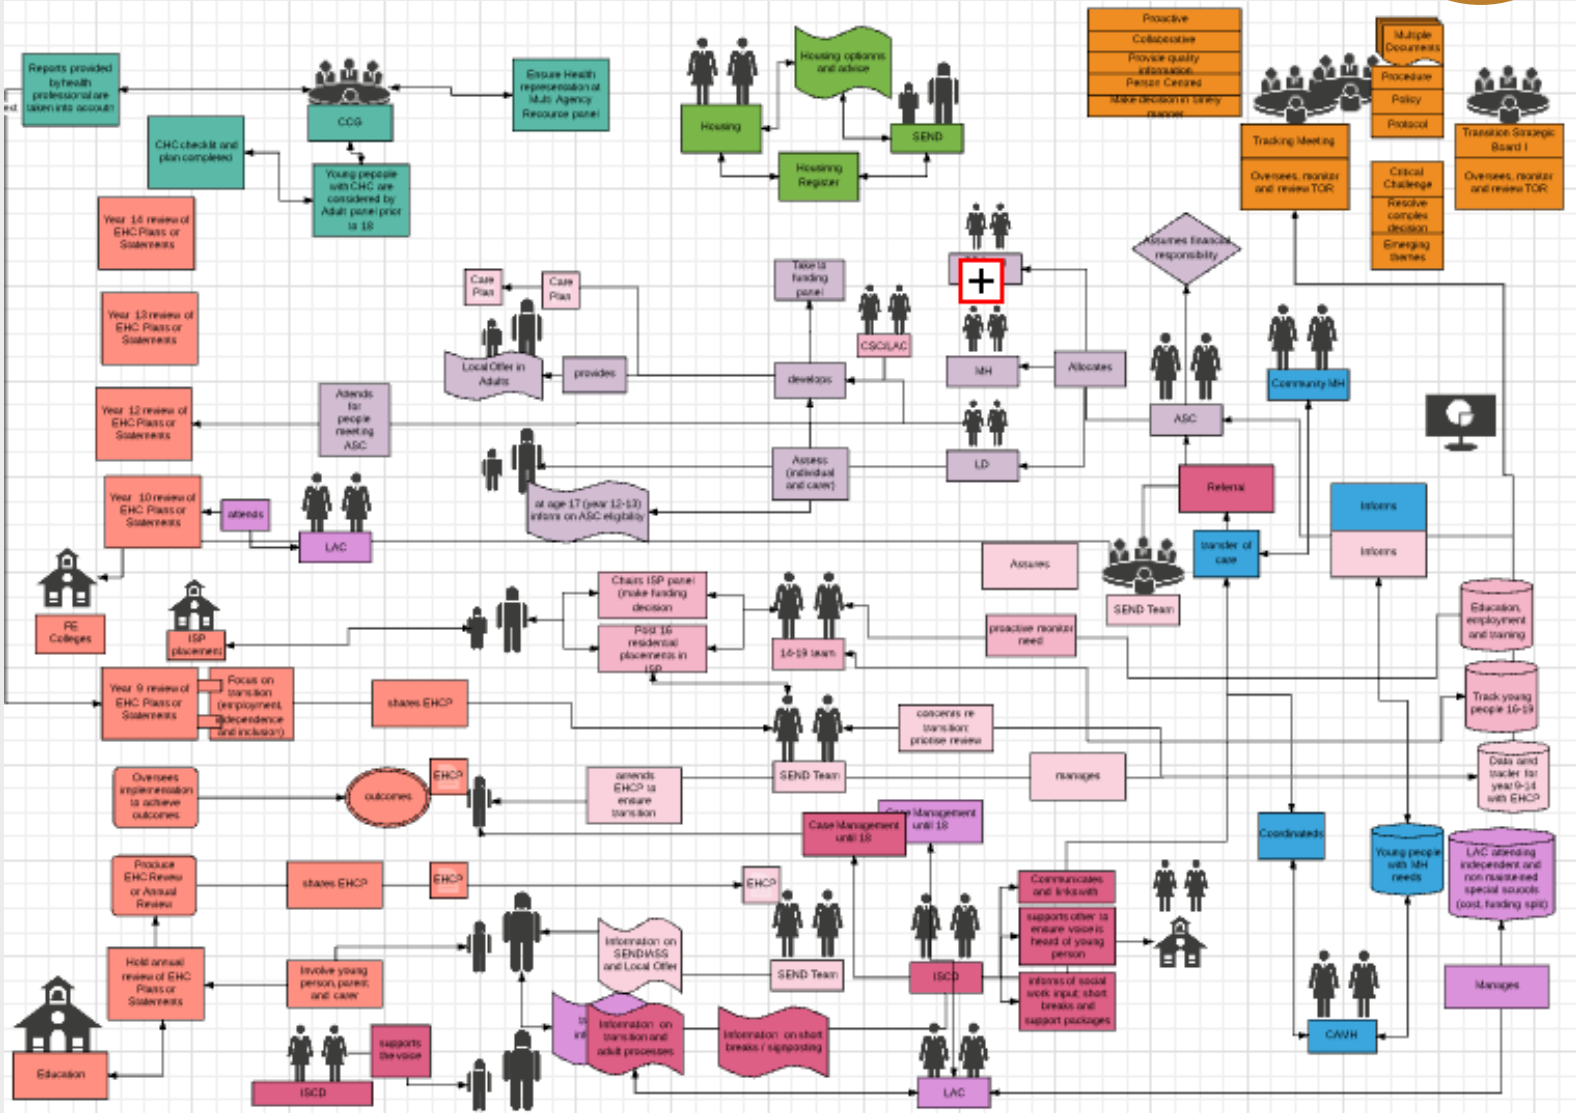 Reports provided
by health
professional are
taken into account
CCG
Ensure Health
representation at
Multi Agency
Resource panel
CHC checklit and
plan completed
Young pepople
with CHC are
considered by
Adult panel prior
to 18
Housing optionns
and advice
Housing
SEND
Housinng
Register
Proactive
Collaborative
Provide quality
information
Person Centred
Make decision in timely
manner
Multiple
Documents
Procedure
Policy
Protocol
Tracking Meeting
Oversees, monitor
and review TOR
Transition Strategic
Board I
Oversees, monitor
and review TOR
Critical
Challenge
Resolve
complex
decision
Emerging
themes
Year 14 review of
EHC Plans or
Statements
Year 13 review of
EHC Plans or
Statements
Year 12 review of
EHC Plans or
Statements
Year 10 review of
EHC Plans or
Statements
Care
Plan
Care
Plan
Take to
funding
panel
CSC/LAC
Assumes financial
responsibility
Local Offer in
Adults
provides
develops
MH
Allocates
Community MH
ASC
Attends
for
people
meeting
ASC
Assess
(individual
and carer)
LD
at age 17 (year 12-13)
inform on ASC eligibility
Referral
attends
LAC
Informs
Informs
transfer of
care
Assures
SEND Team
FE
Colleges
ISP
placement
Chairs ISP panel
(make funding
decision
Post 16
residential
placements in
ISP
14-19 team
proactive monitor
need
Education,
employment
and training
Year 9 review of
EHC Plans or
Statements
Focus on
transition
(employment,
independence
and inclusion)
shares EHCP
SEND Team
concerns re
transition:
priorise review
Track young
people 16-19
manages
Data amd
tracler for
year 9-14
with EHCP
Oversees
implementation
to achieve
outcomes
outcomes
EHCP
amends
EHCP to
ensure
transition
Case Management
until 18
Case Management
until 18
Coordinateds
Young people
with MH
needs
LAC attending
independent and
non maintained
special scuools
(cost, funding split)
Produce
EHC Review
or Annual
Review
shares EHCP
EHCP
EHCP
Communicates
and links with
supports other to
ensure voice is
heard of young
person
informs of social
work input; short
breaks and
support packages
Hold annual
review of EHC
Plans or
Statements
Involve young
person, parent
and carer
Information on
SENDIASS
and Local Offer
SEND Team
ISCD
Manages
Information on
transition and
adult processes
Information on short
breaks / signposting
CAMH
Education
supports
the voice
ISCD
LAC